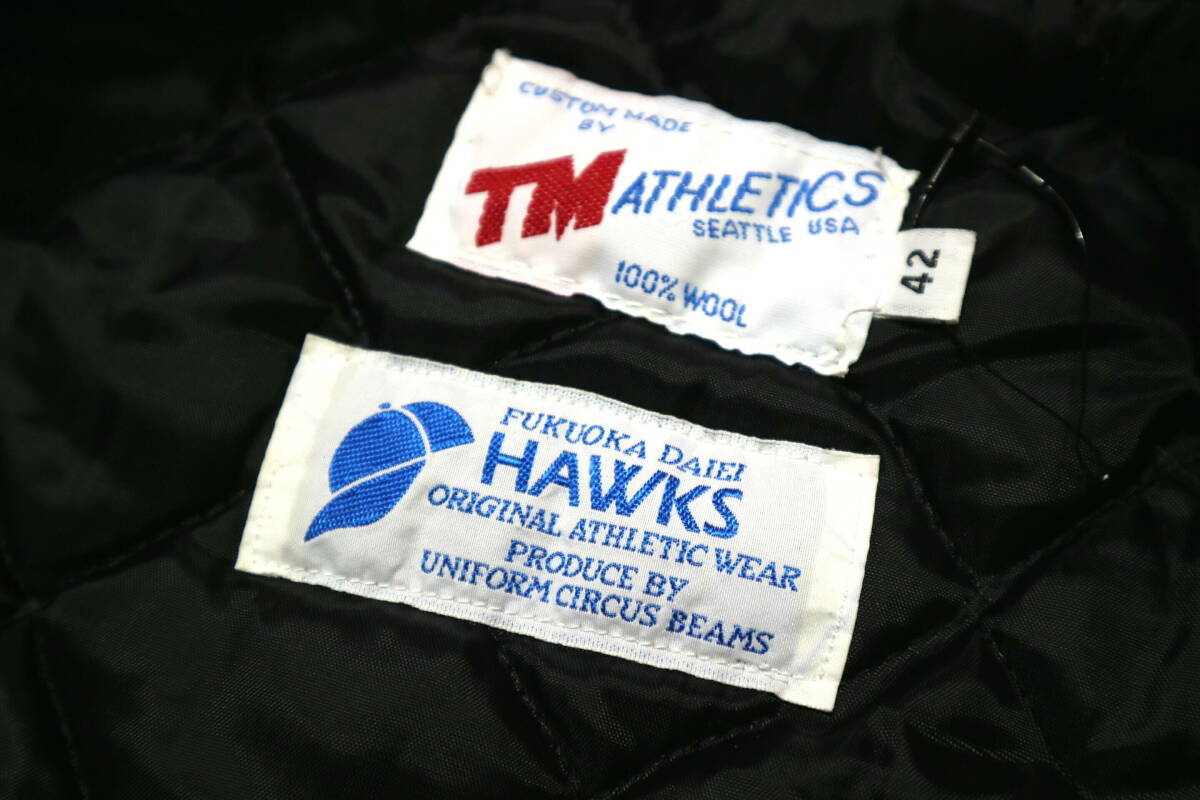 CUSTOM MADE
BY
TM ATHLETICS
SEATTLE USA
100% WOOL
42
FUKUOKA DAIEI
HAWKS
ORIGINAL ATHLETIC WEAR
PRODUCE BY
UNIFORM CIRCUS BEAMS